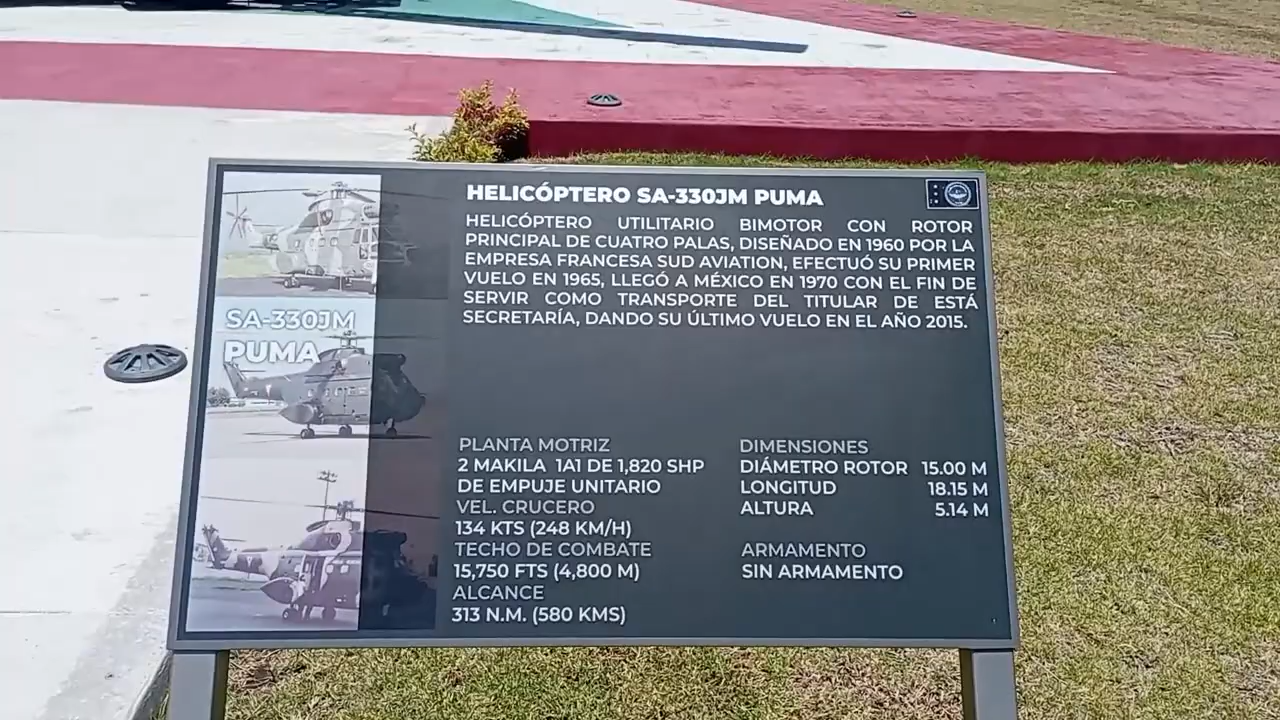 HELICÓPTERO SA-330JM PUMA
HELICÓPTERO UTILITARIO BIMOTOR CON ROTOR
PRINCIPAL DE CUATRO PALAS, DISEÑADO EN 1960 POR LA
EMPRESA FRANCESA SUD AVIATION, EFECTUÓ SU PRIMER
VUELO EN 1965, LLEGÓ A MÉXICO EN 1970 CON EL FIN DE
SERVIR COMO TRANSPORTE DEL TITULAR DE ESTÁ
SECRETARÍA, DANDO SU ÚLTIMO VUELO EN EL AÑO 2015.
SA-330JM
PUMA
PLANTA MOTRIZ
2 MAKILA 1A1 DE 1,820 SHP
DE EMPUJE UNITARIO
VEL. CRUCERO
134 KTS (248 KM/H)
TECHO DE COMBATE
15,750 FTS (4,800 M)
ALCANCE
313 N.M. (580 KMS)
DIMENSIONES
DIÁMETRO ROTOR 15.00 M
LONGITUD 18.15 M
ALTURA 5.14 M
ARMAMENTO
SIN ARMAMENTO